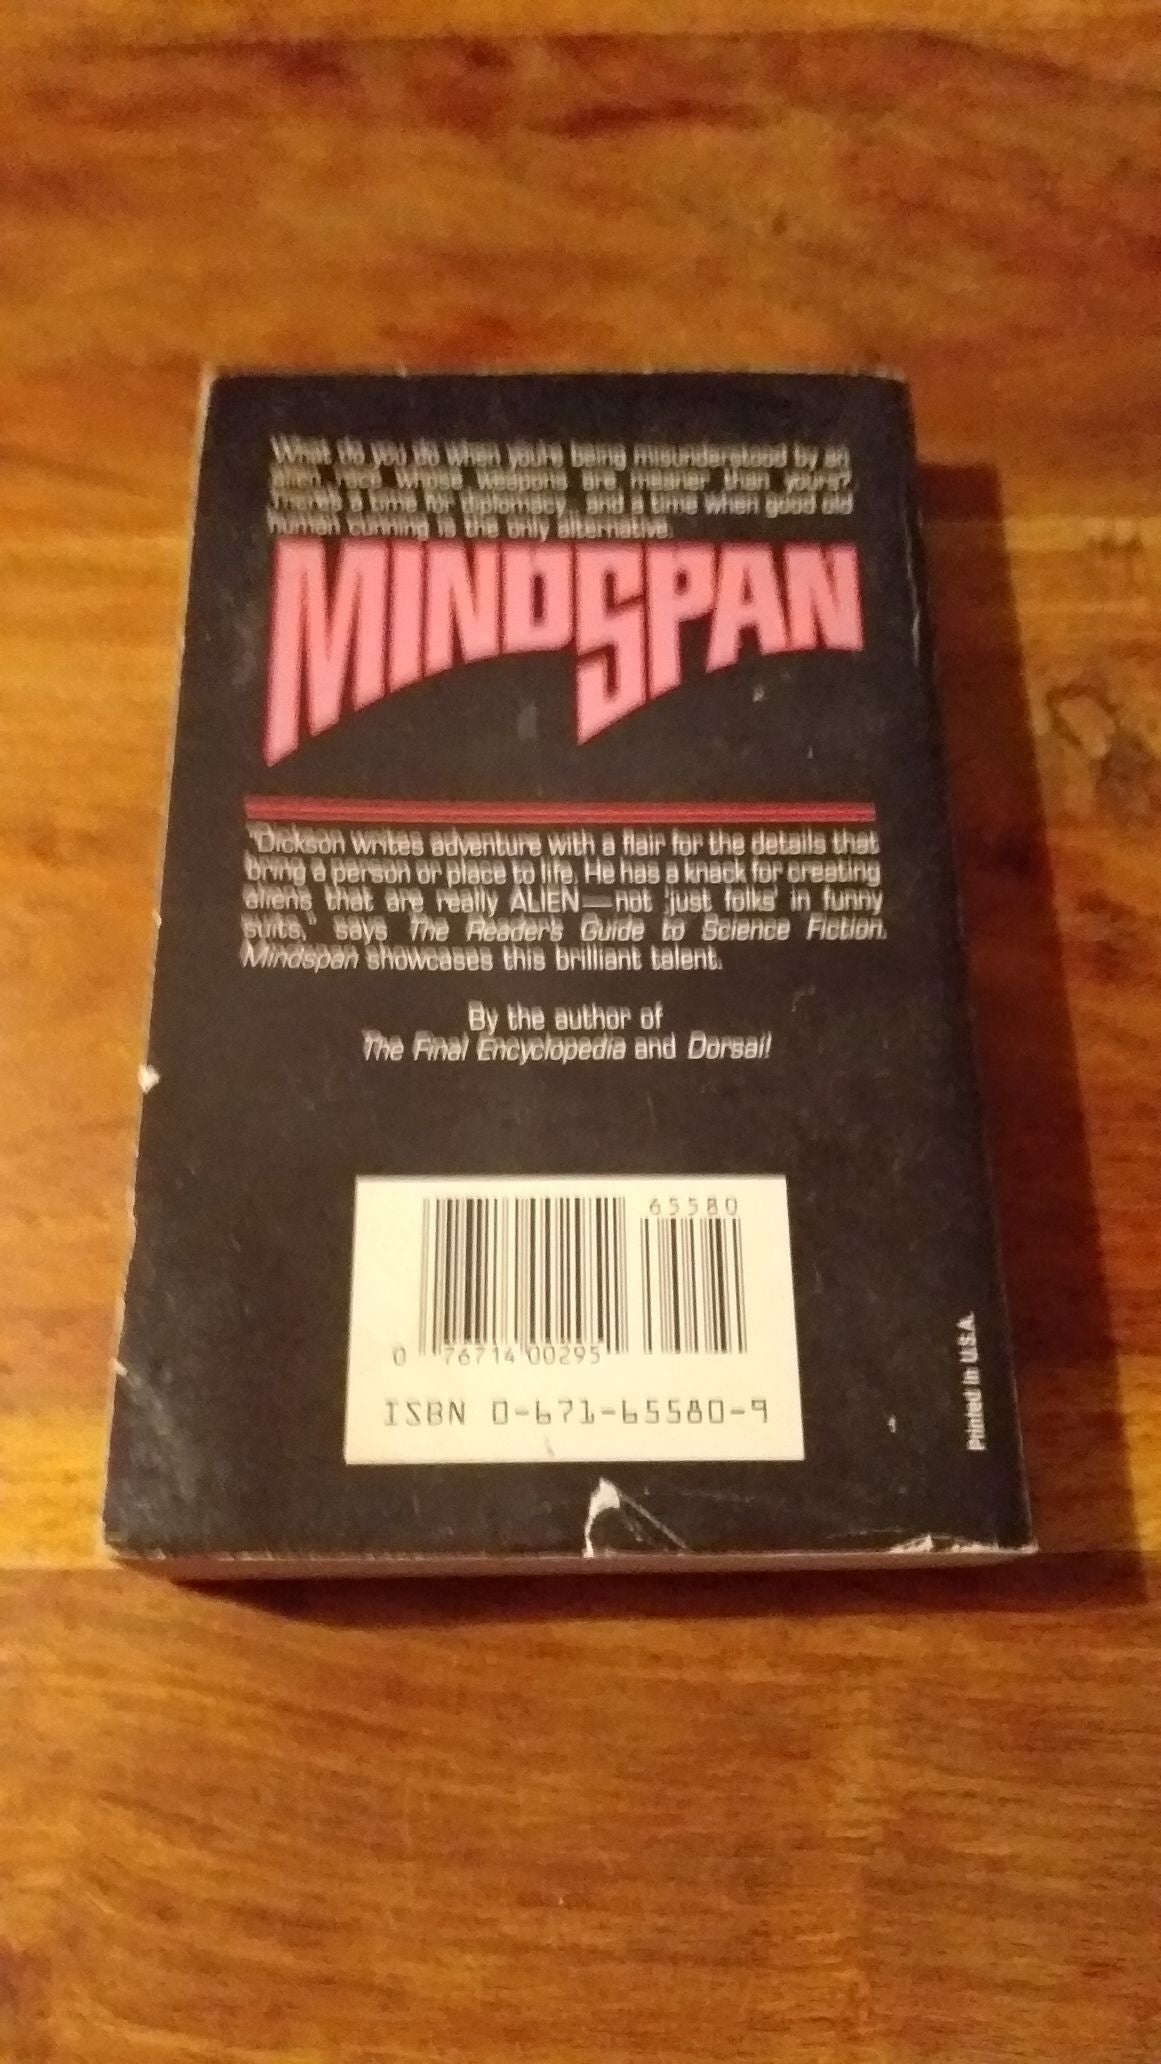 What do you do when you're being misunderstood by an
alien race whose weapons are meaner than yours?
There's a time for diplomacy... and a time when good old
human cunning is the only alternative.
MINDSPAN
"Dickson writes adventure with a flair for the details that
bring a person or place to life. He has a knack for creating
aliens that are really ALIEN—not 'just folks' in funny
suits," says The Reader's Guide to Science Fiction.
Mindspan showcases this brilliant talent.
By the author of
The Final Encyclopedia and Dorsai!
65580
0 76714 00295
ISBN 0-671-65580-9
Printed in U.S.A.